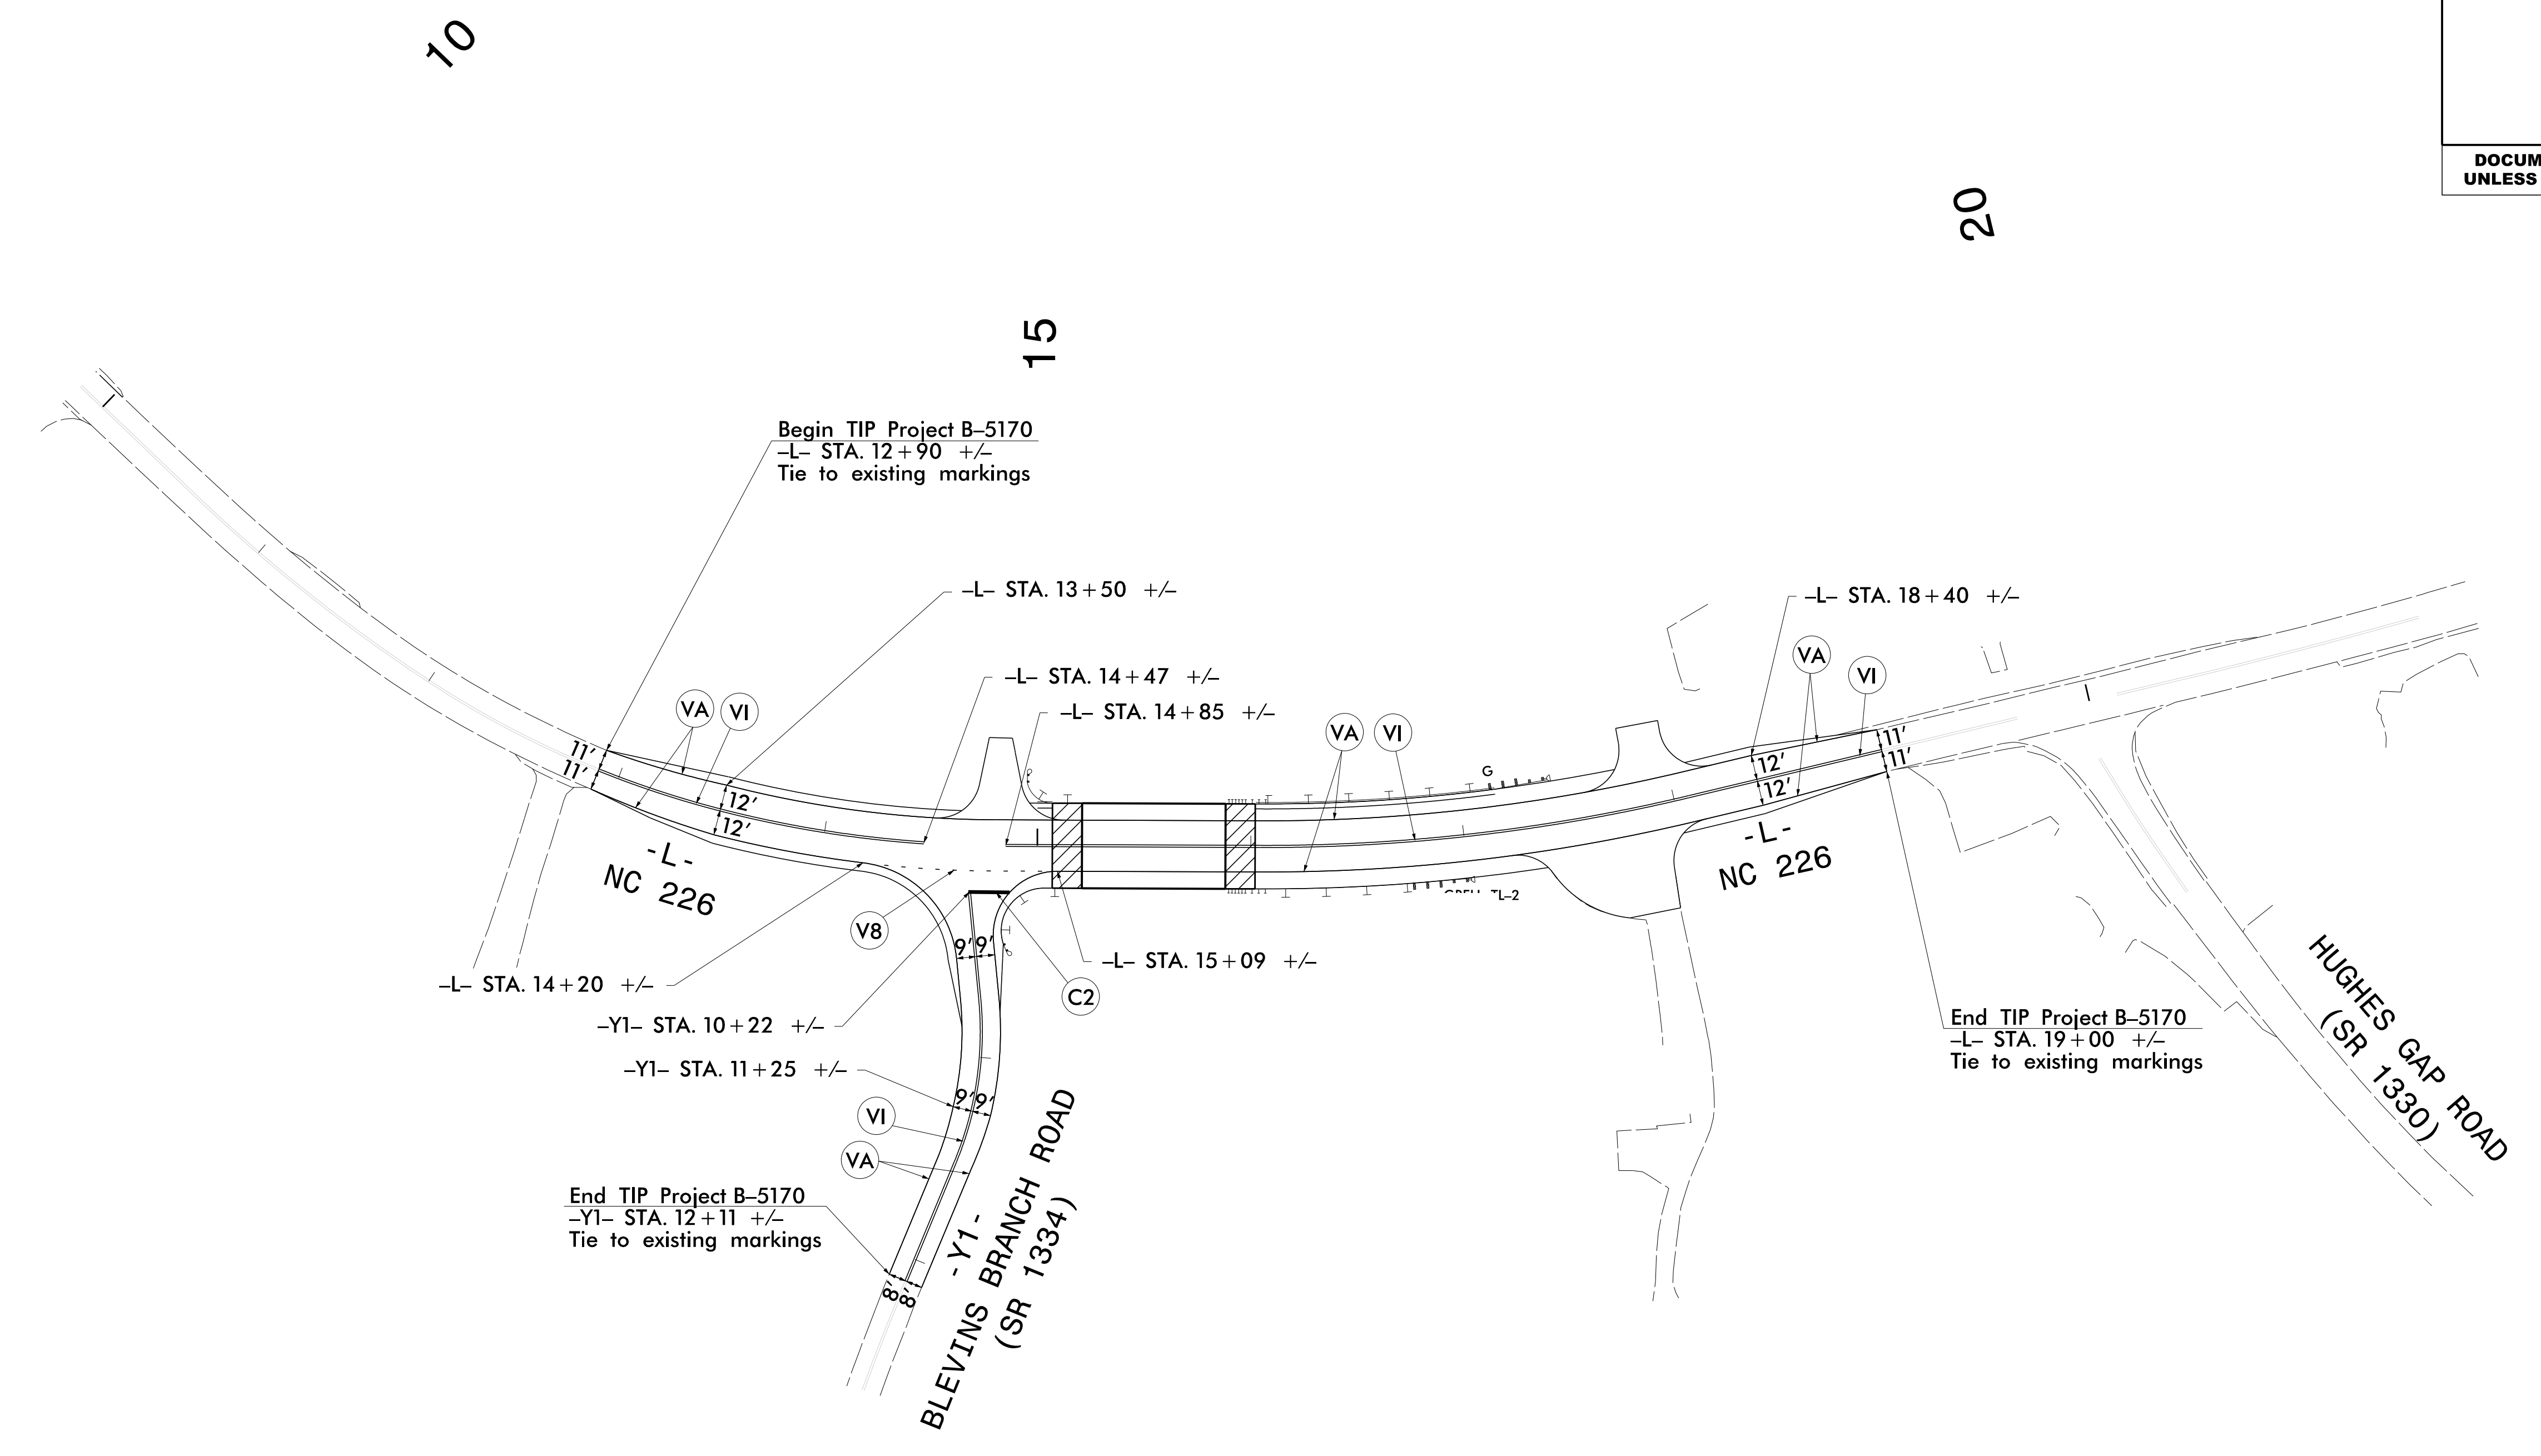 10
20
15
DOCUM
UNLESS
Begin TIP Project B–5170
–L– STA. 12+90 +/–
Tie to existing markings
–L– STA. 13+50 +/–
–L– STA. 18+40 +/–
–L– STA. 14+47 +/–
–L– STA. 14+85 +/–
VA
VI
VA
VI
VA
VI
11'
11'
12'
12'
12'
12'
11'
11'
G
TL-2
-L-
NC 226
-L-
NC 226
V8
9' 9'
–L– STA. 15+09 +/–
C2
–L– STA. 14+20 +/–
–Y1– STA. 10+22 +/–
–Y1– STA. 11+25 +/–
9' 9'
VI
VA
End TIP Project B–5170
–L– STA. 19+00 +/–
Tie to existing markings
HUGHES GAP ROAD
(SR 1330)
End TIP Project B–5170
–Y1– STA. 12+11 +/–
Tie to existing markings
8'
8'
-Y1-
BLEVINS BRANCH ROAD
(SR 1334)